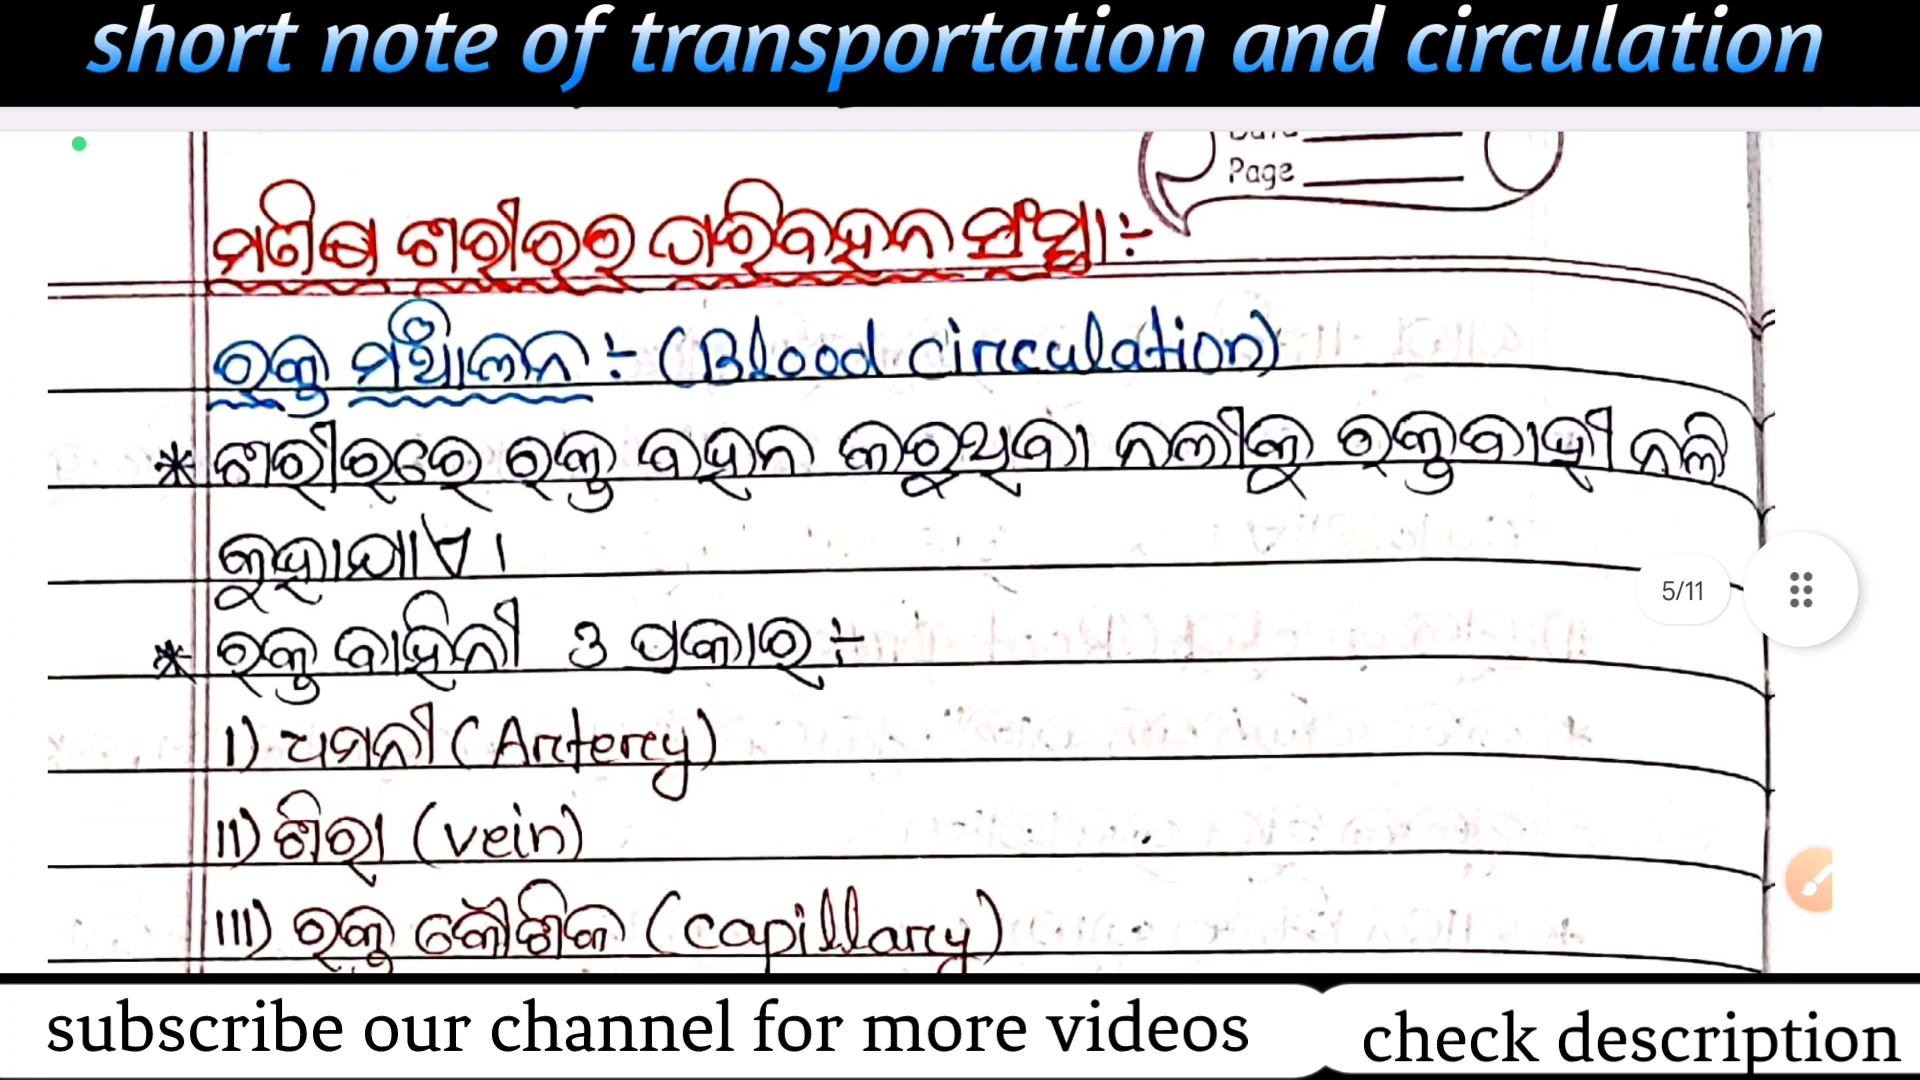 short note of transportation and circulation
Page
ମଣିଷ ଶରୀରର ପରିବହନ ସଂସ୍ଥା :-
ରକ୍ତ ସଞ୍ଚାଳନ :- (Blood circulation)
* ଶରୀରରେ ରକ୍ତ ବହନ କରୁଥିବା ନଳୀକୁ ରକ୍ତବାହୀ ନଳି
କୁହାଯାଏ ।
* ରକ୍ତ ବାହିନୀ ୩ ପ୍ରକାର :-
I) ଧମନୀ (Artery)
II) ଶିରା (vein)
III) ରକ୍ତ କୈଶିକ (capillary)
5/11
subscribe our channel for more videos
check description